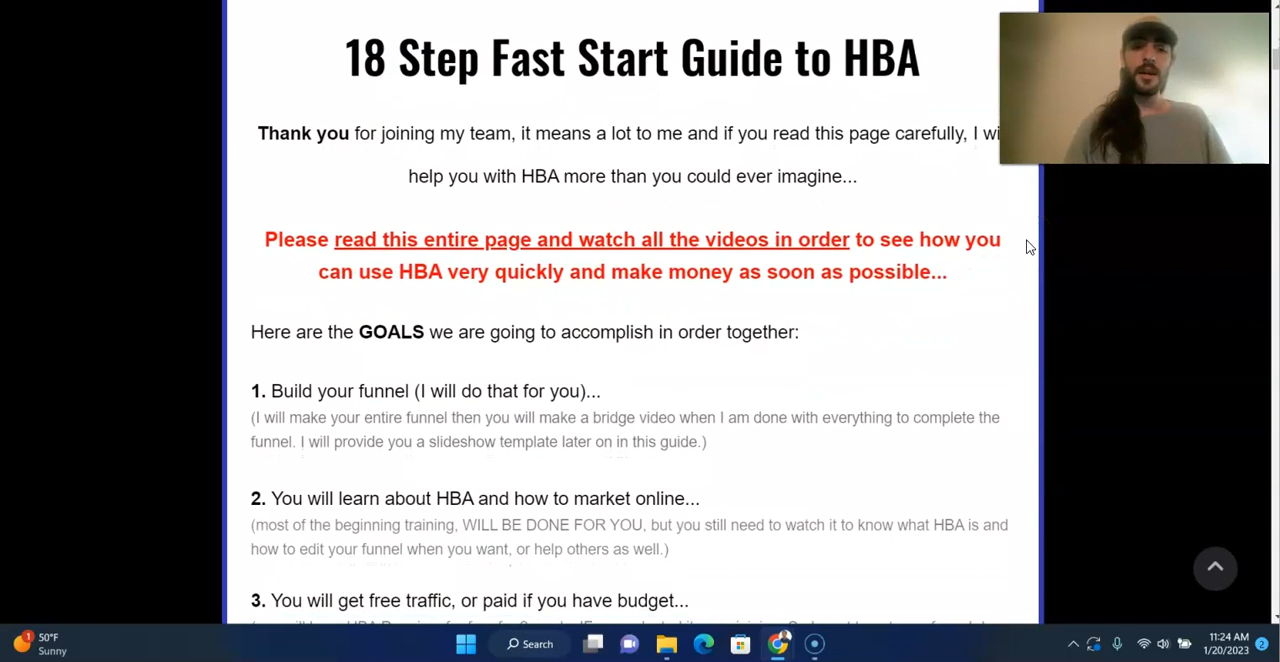 18 Step Fast Start Guide to HBA
Thank you for joining my team, it means a lot to me and if you read this page carefully, I
help you with HBA more than you could ever imagine...
Please read this entire page and watch all the videos in order to see how you
can use HBA very quickly and make money as soon as possible...
Here are the GOALS we are going to accomplish in order together:
1. Build your funnel (I will do that for you)...
(I will make your entire funnel then you will make a bridge video when I am done with everything to complete the
funnel. I will provide you a slideshow template later on in this guide.)
2. You will learn about HBA and how to market online...
(most of the beginning training, WILL BE DONE FOR YOU, but you still need to watch it to know what HBA is and
how to edit your funnel when you want, or help others as well.)
3. You will get free traffic, or paid if you have budget...
1
50°F
Sunny
Search
11:24 AM
1/20/2023
2